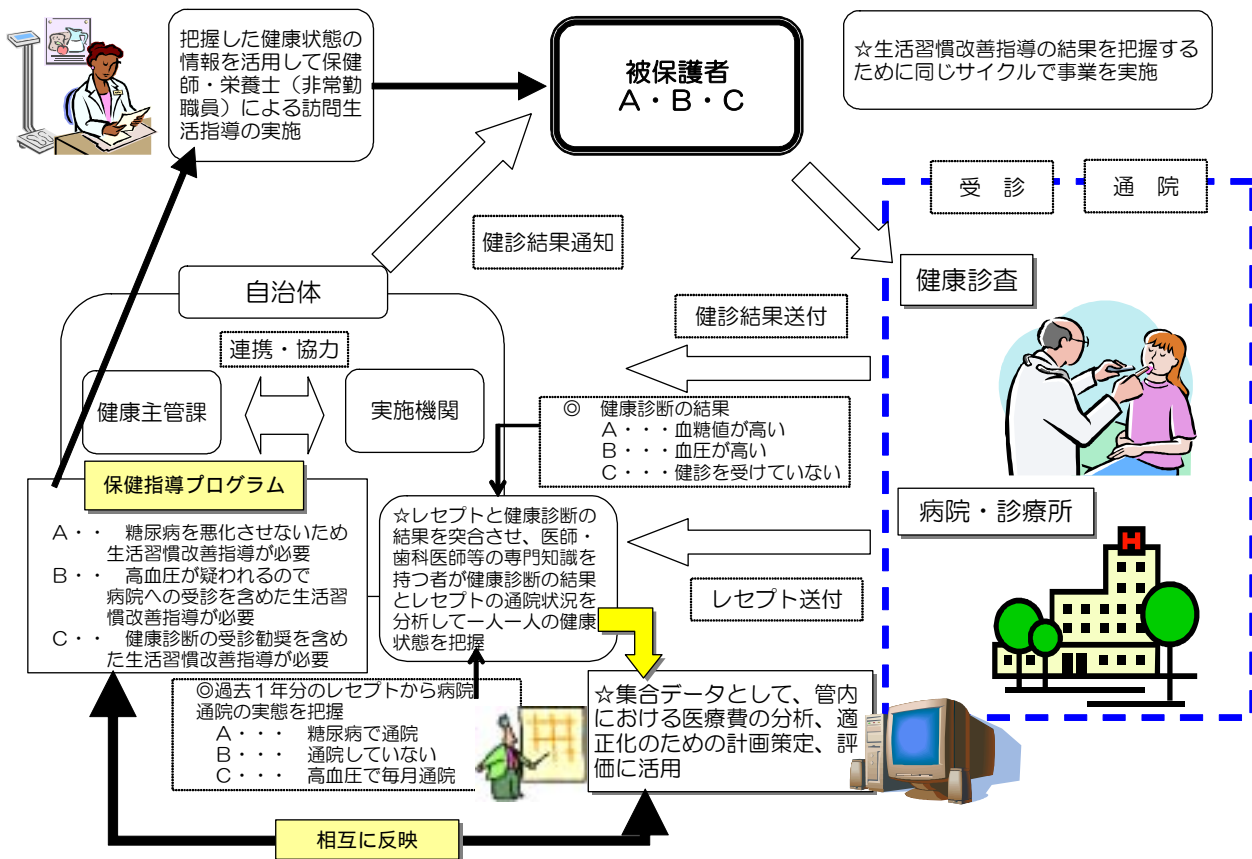 把握した健康状態の
情報を活用して保健
師・栄養士（非常勤
職員）による訪問生
活指導の実施
被保護者
Ａ・Ｂ・Ｃ
☆生活習慣改善指導の結果を把握する
ために同じサイクルで事業を実施
受　診
通　院
健診結果通知
健康診査
自治体
健診結果送付
連携・協力
健康主管課
実施機関
◎　健康診断の結果
Ａ・・・血糖値が高い
Ｂ・・・血圧が高い
Ｃ・・・健診を受けていない
保健指導プログラム
Ａ・・　糖尿病を悪化させないため
生活習慣改善指導が必要
Ｂ・・　高血圧が疑われるので
病院への受診を含めた生活習
慣改善指導が必要
Ｃ・・　健康診断の受診勧奨を含め
た生活習慣改善指導が必要
☆レセプトと健康診断の
結果を突合させ、医師・
歯科医師等の専門知識を
持つ者が健康診断の結果
とレセプトの通院状況を
分析して一人一人の健康
状態を把握
病院・診療所
H
レセプト送付
◎過去１年分のレセプトから病院
通院の実態を把握
Ａ・・・　糖尿病で通院
Ｂ・・・　通院していない
Ｃ・・・　高血圧で毎月通院
☆集合データとして、管内
における医療費の分析、適
正化のための計画策定、評
価に活用
相互に反映